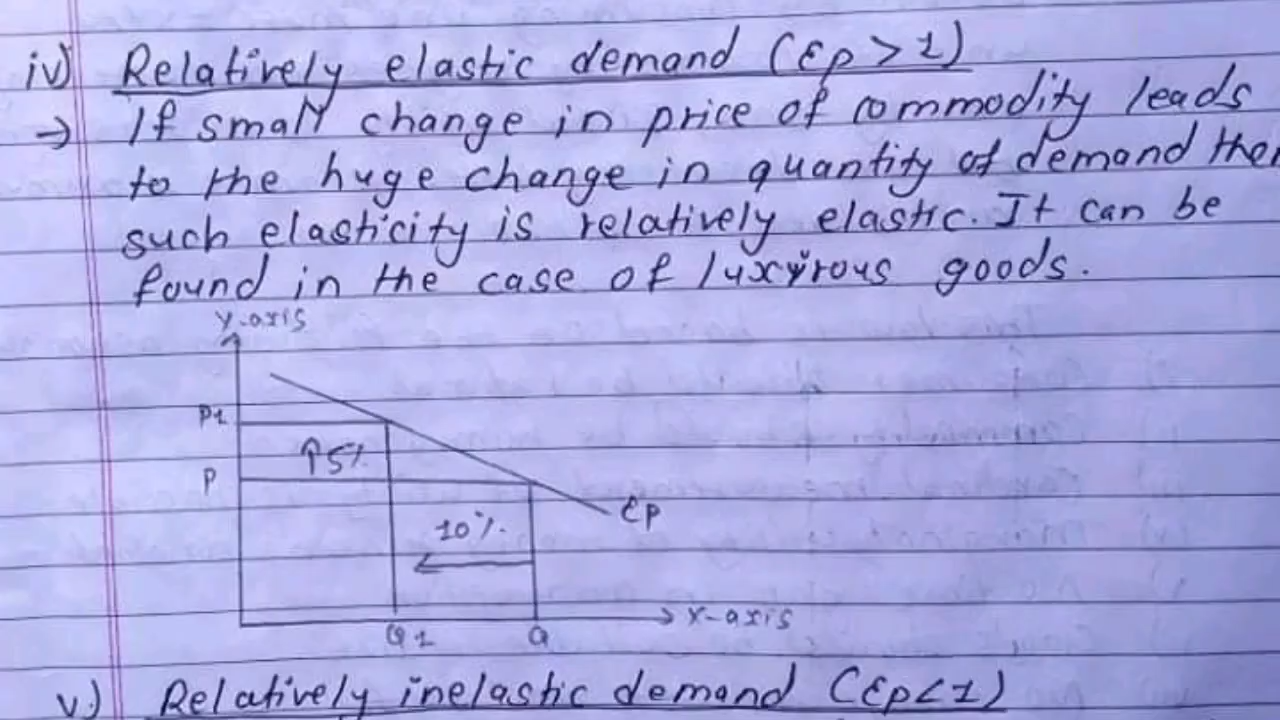 iv) Relatively elastic demand (Ep > 1)
→ If small change in price of commodity leads
to the huge change in quantity of demand then
such elasticity is relatively elastic. It can be
found in the case of luxyrous goods.
Y-axis
P1
↑5%
P
Ep
10%
Q1
Q
X-axis
v.) Relatively inelastic demand (Ep<1)